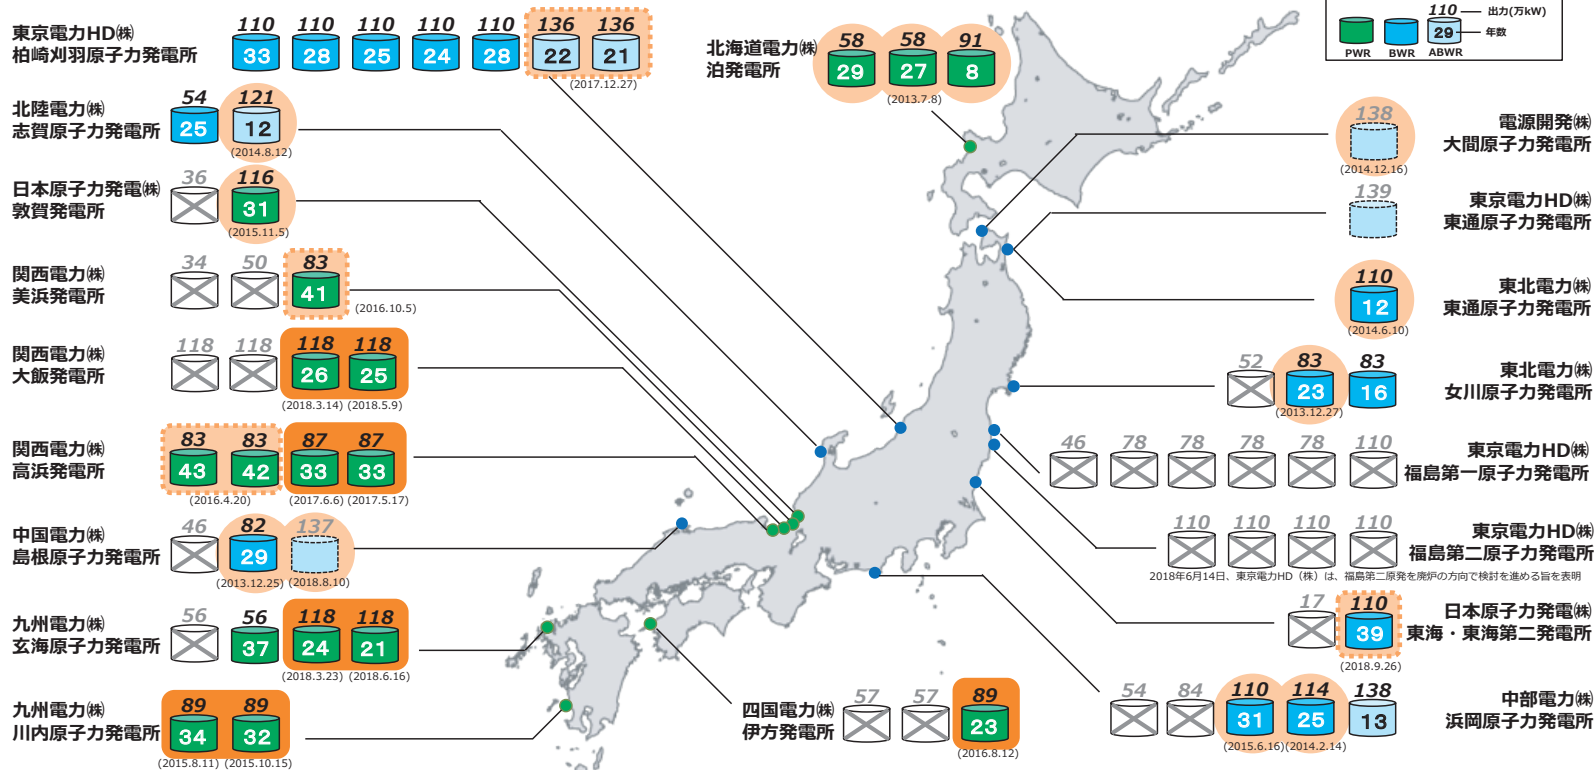 110 出力(万kW)
29 年数
PWR BWR ABWR
東京電力HD㈱
柏崎刈羽原子力発電所
110 110 110 110 110 136 136
33 28 25 24 28 22 21
(2017.12.27)
北陸電力㈱
志賀原子力発電所
54 121
25 12
(2014.8.12)
日本原子力発電㈱
敦賀発電所
36 116
31
(2015.11.5)
関西電力㈱
美浜発電所
34 50 83
41
(2016.10.5)
関西電力㈱
大飯発電所
118 118 118 118
26 25
(2018.3.14) (2018.5.9)
関西電力㈱
高浜発電所
83 83 87 87
43 42 33 33
(2016.4.20) (2017.6.6) (2017.5.17)
中国電力㈱
島根原子力発電所
46 82 137
29
(2013.12.25) (2018.8.10)
九州電力㈱
玄海原子力発電所
56 56 118 118
37 24 21
(2018.3.23) (2018.6.16)
九州電力㈱
川内原子力発電所
89 89
34 32
(2015.8.11) (2015.10.15)
北海道電力㈱
泊発電所
58 58 91
29 27 8
(2013.7.8)
電源開発㈱
大間原子力発電所
138
(2014.12.16)
東京電力HD㈱
東通原子力発電所
139
東北電力㈱
東通原子力発電所
110
12
(2014.6.10)
東北電力㈱
女川原子力発電所
52 83 83
23 16
(2013.12.27)
東京電力HD㈱
福島第一原子力発電所
46 78 78 78 78 110
東京電力HD㈱
福島第二原子力発電所
110 110 110 110
2018年6月14日、東京電力HD（株）は、福島第二原発を廃炉の方向で検討を進める旨を表明
日本原子力発電㈱
東海・東海第二発電所
17 110
39
(2018.9.26)
中部電力㈱
浜岡原子力発電所
54 84 110 114 138
31 25 13
(2015.6.16) (2014.2.14)
四国電力㈱
伊方発電所
57 57 89
23
(2016.8.12)